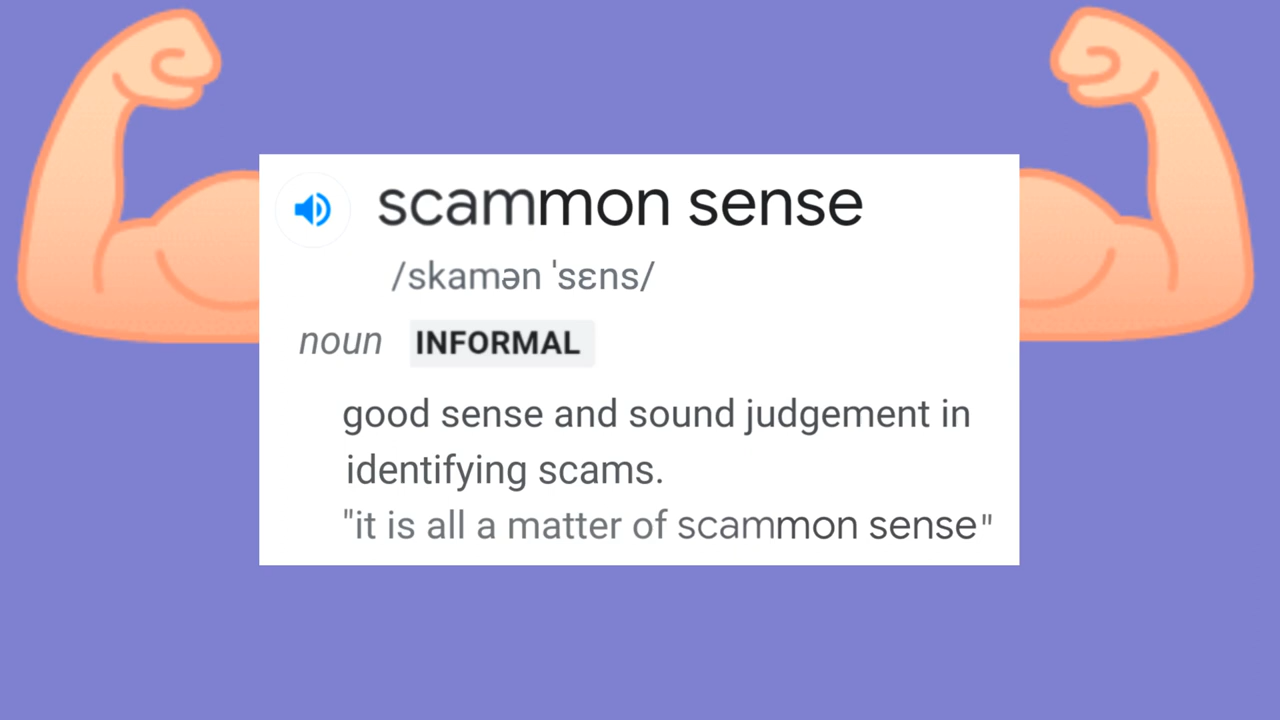 scammon sense
/skamən ˈsɛns/
noun INFORMAL
good sense and sound judgement in
identifying scams.
"it is all a matter of scammon sense"